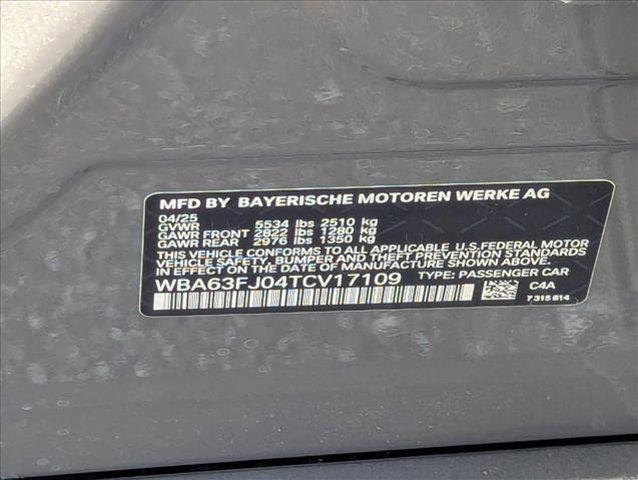 MFD BY BAYERISCHE MOTOREN WERKE AG
04/25
GVWR 5534 lbs 2510 kg
GAWR FRONT 2822 lbs 1280 kg
GAWR REAR 2976 lbs 1350 kg
THIS VEHICLE CONFORMS TO ALL APPLICABLE U.S.FEDERAL MOTOR
VEHICLE SAFETY, BUMPER AND THEFT PREVENTION STANDARDS
IN EFFECT ON THE DATE OF MANUFACTURE SHOWN ABOVE.
WBA63FJ04TCV17109 TYPE: PASSENGER CAR
C4A
7 315 614